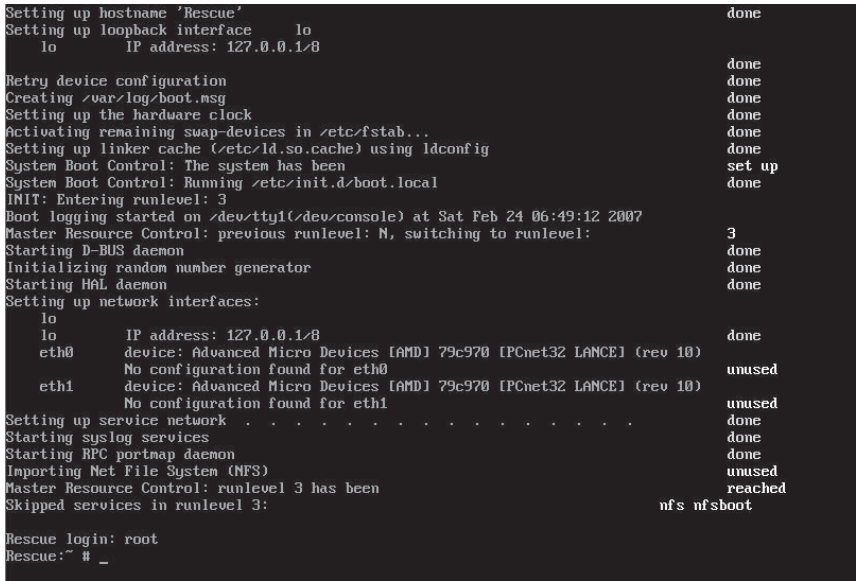 Setting up hostname 'Rescue' done
Setting up loopback interface lo
lo IP address: 127.0.0.1/8
done
Retry device configuration done
Creating /var/log/boot.msg done
Setting up the hardware clock done
Activating remaining swap-devices in /etc/fstab... done
Setting up linker cache (/etc/ld.so.cache) using ldconfig done
System Boot Control: The system has been set up
System Boot Control: Running /etc/init.d/boot.local done
INIT: Entering runlevel: 3
Boot logging started on /dev/tty1(/dev/console) at Sat Feb 24 06:49:12 2007
Master Resource Control: previous runlevel: N, switching to runlevel: 3
Starting D-BUS daemon done
Initializing random number generator done
Starting HAL daemon done
Setting up network interfaces:
lo
lo IP address: 127.0.0.1/8 done
eth0 device: Advanced Micro Devices [AMD] 79c970 [PCnet32 LANCE] (rev 10)
No configuration found for eth0 unused
eth1 device: Advanced Micro Devices [AMD] 79c970 [PCnet32 LANCE] (rev 10)
No configuration found for eth1 unused
Setting up service network . . . . . . . . . . . . . . . . done
Starting syslog services done
Starting RPC portmap daemon done
Importing Net File System (NFS) unused
Master Resource Control: runlevel 3 has been reached
Skipped services in runlevel 3: nfs nfsboot
Rescue login: root
Rescue:~ # _